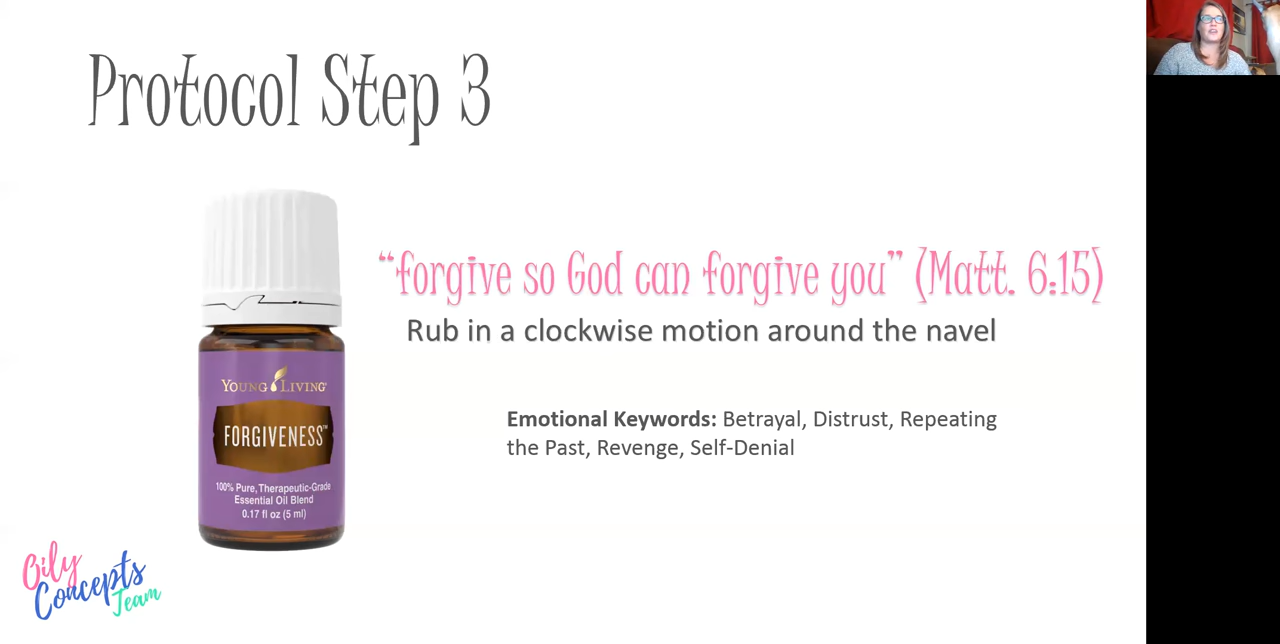 Protocol Step 3
“forgive so God can forgive you” (Matt. 6:15)
Rub in a clockwise motion around the navel
Emotional Keywords: Betrayal, Distrust, Repeating
the Past, Revenge, Self-Denial
YOUNG LIVING
FORGIVENESS™
100% Pure, Therapeutic-Grade
Essential Oil Blend
0.17 fl oz (5 ml)
Oily
Concepts
Team